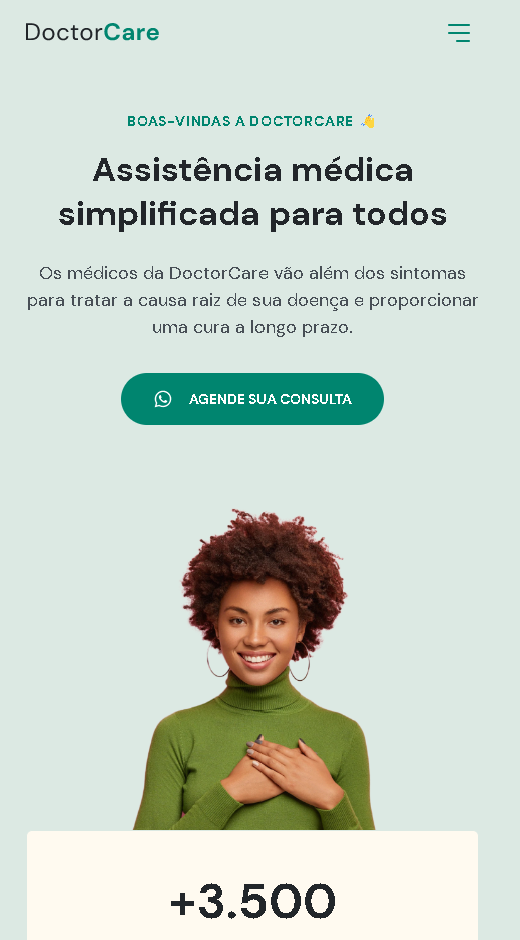 DoctorCare
BOAS-VINDAS A DOCTORCARE 👋
Assistência médica
simplificada para todos
Os médicos da DoctorCare vão além dos sintomas
para tratar a causa raiz de sua doença e proporcionar
uma cura a longo prazo.
AGENDE SUA CONSULTA
+3.500